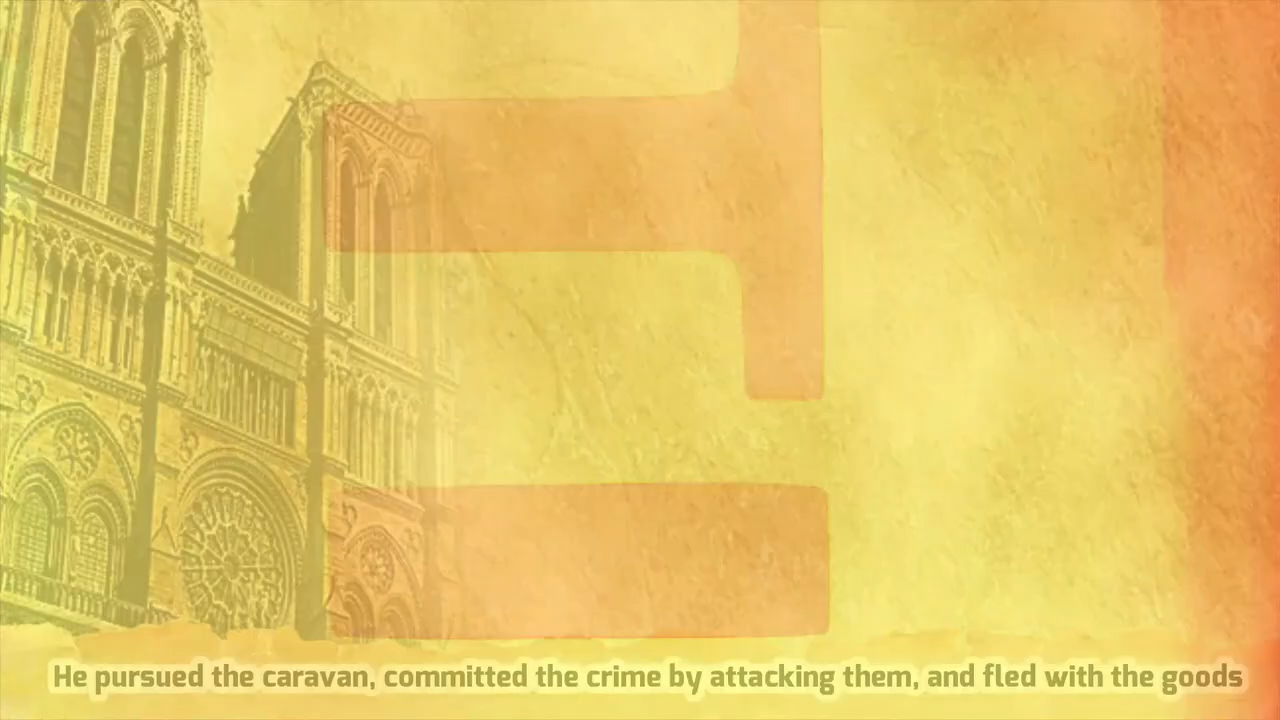 He pursued the caravan, committed the crime by attacking them, and fled with the goods